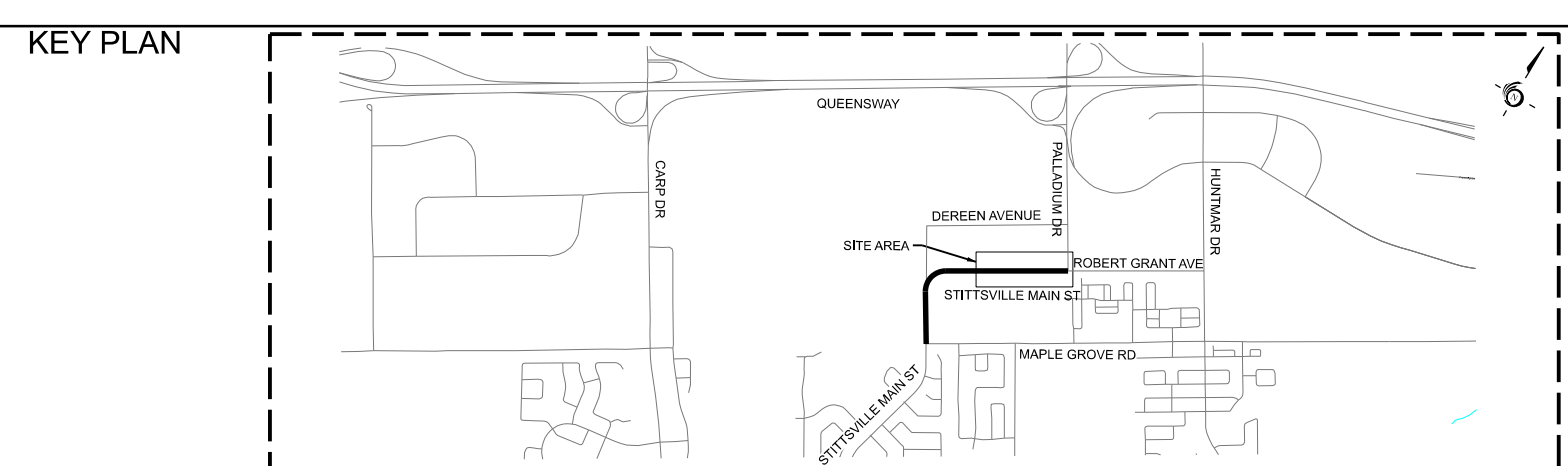 KEY PLAN
QUEENSWAY
CARP DR
PALLADIUM DR
HUNTMAR DR
DEREEN AVENUE
SITE AREA
ROBERT GRANT AVE
STITTSVILLE MAIN ST
MAPLE GROVE RD
STITTSVILLE MAIN ST
N